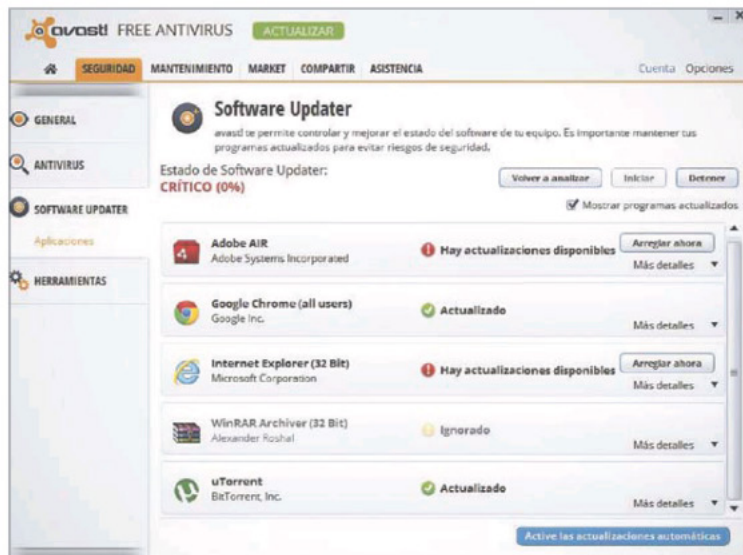 avast! FREE ANTIVIRUS ACTUALIZAR
SEGURIDAD MANTENIMIENTO MARKET COMPARTIR ASISTENCIA Cuenta Opciones
GENERAL
ANTIVIRUS
SOFTWARE UPDATER
Aplicaciones
HERRAMIENTAS
Software Updater
avast! te permite controlar y mejorar el estado del software de tu equipo. Es importante mantener tus
programas actualizados para evitar riesgos de seguridad.
Estado de Software Updater:
CRÍTICO (0%)
Volver a analizar Iniciar Detener
Mostrar programas actualizados
Adobe AIR
Adobe Systems Incorporated
Hay actualizaciones disponibles
Arreglar ahora
Más detalles
Google Chrome (all users)
Google Inc.
Actualizado
Más detalles
Internet Explorer (32 Bit)
Microsoft Corporation
Hay actualizaciones disponibles
Arreglar ahora
Más detalles
WinRAR Archiver (32 Bit)
Alexander Roshal
Ignorado
Más detalles
uTorrent
BitTorrent, Inc.
Actualizado
Más detalles
Active las actualizaciones automáticas